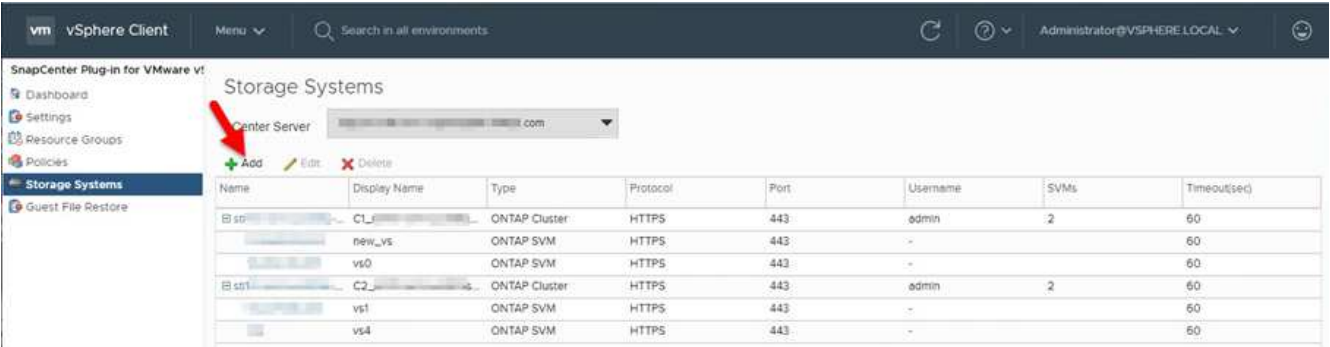 vm vSphere Client Menu Search in all environments Administrator@VSPHERE.LOCAL
SnapCenter Plug-in for VMware
Dashboard
Settings
Resource Groups
Policies
Storage Systems
Guest File Restore
Storage Systems
Center Server com
Add Edit Delete
Name Display Name Type Protocol Port Username SVMs Timeout(sec)
C1_ ONTAP Cluster HTTPS 443 admin 2 60
new_vs ONTAP SVM HTTPS 443 - 60
vs0 ONTAP SVM HTTPS 443 - 60
C2_ ONTAP Cluster HTTPS 443 admin 2 60
vs1 ONTAP SVM HTTPS 443 - 60
vs4 ONTAP SVM HTTPS 443 - 60